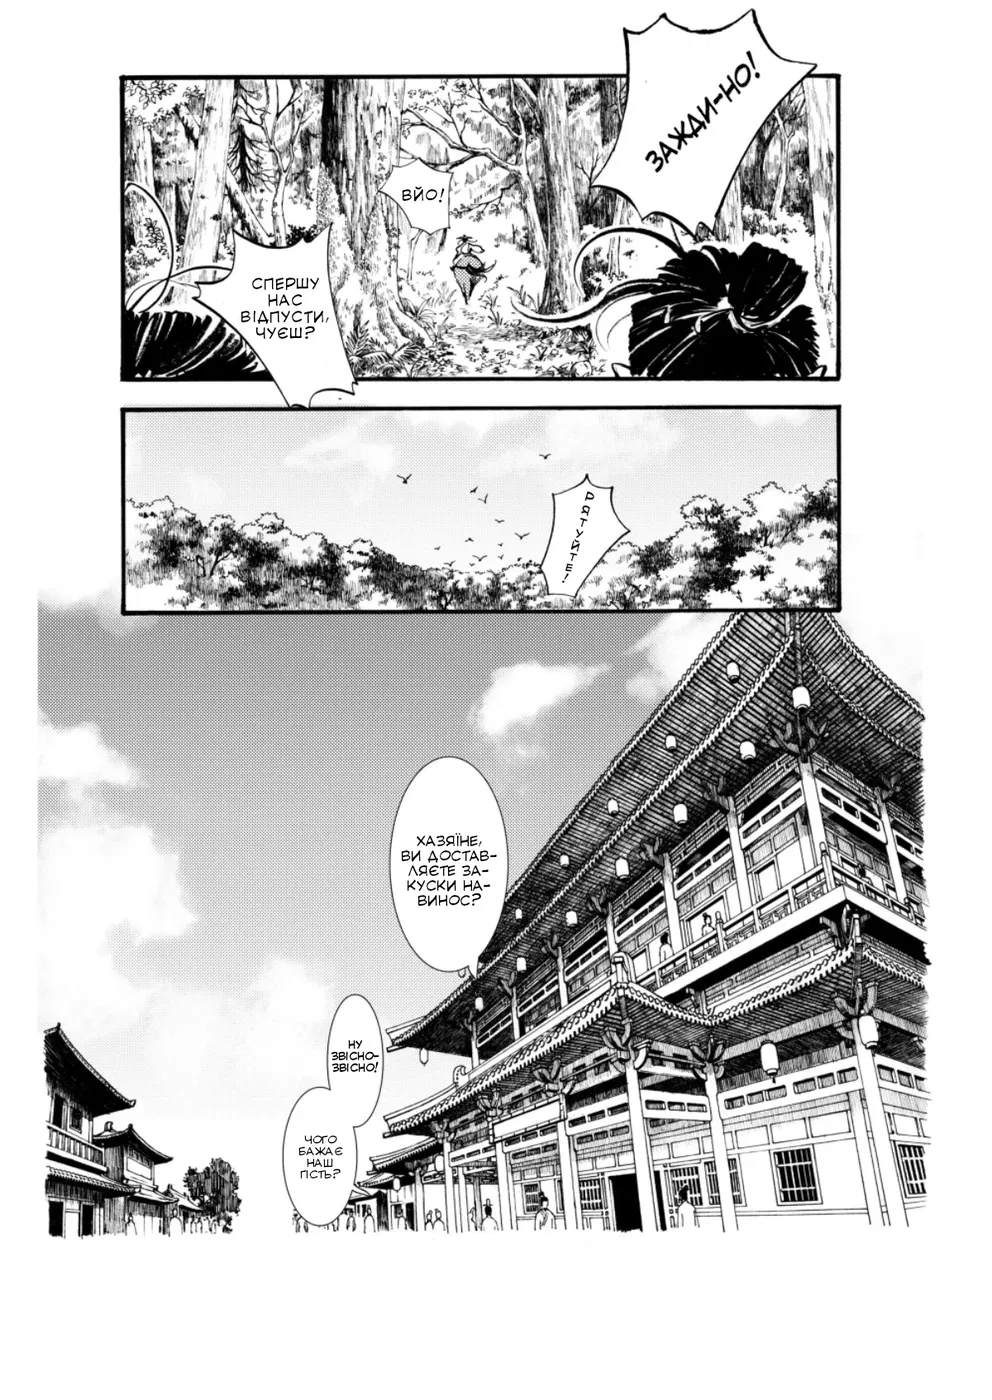 ЗАЖДИ-НО!
ВЙО!
СПЕРШУ
НАС
ВІДПУСТИ,
ЧУЄШ?
РЯТУЙТЕ!
ХАЗЯЇНЕ,
ВИ ДОСТАВ-
ЛЯЄТЕ ЗА-
КУСКИ НА-
ВИНОС?
НУ
ЗВІСНО-
ЗВІСНО!
ЧОГО
БАЖАЄ
НАШ
ГІСТЬ?